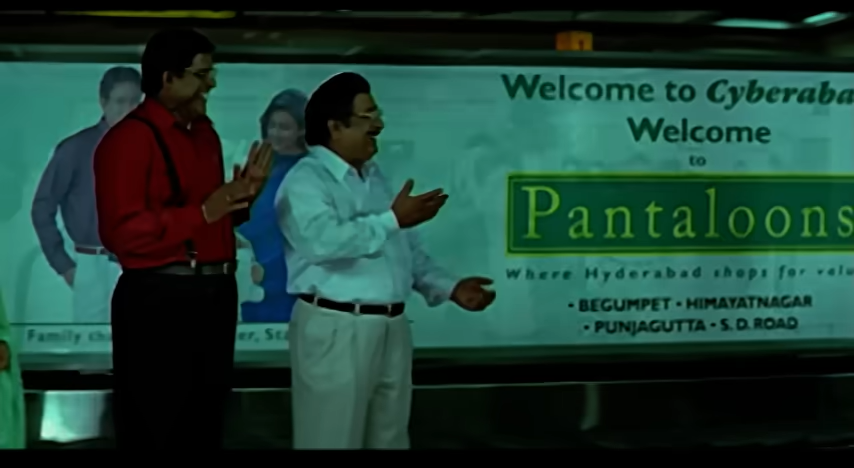 Welcome to Cyberaba
Welcome
to
Pantaloons
Where Hyderabad shops for valu
• BEGUMPET • HIMAYATNAGAR
• PUNJAGUTTA • S. D. ROAD
Family